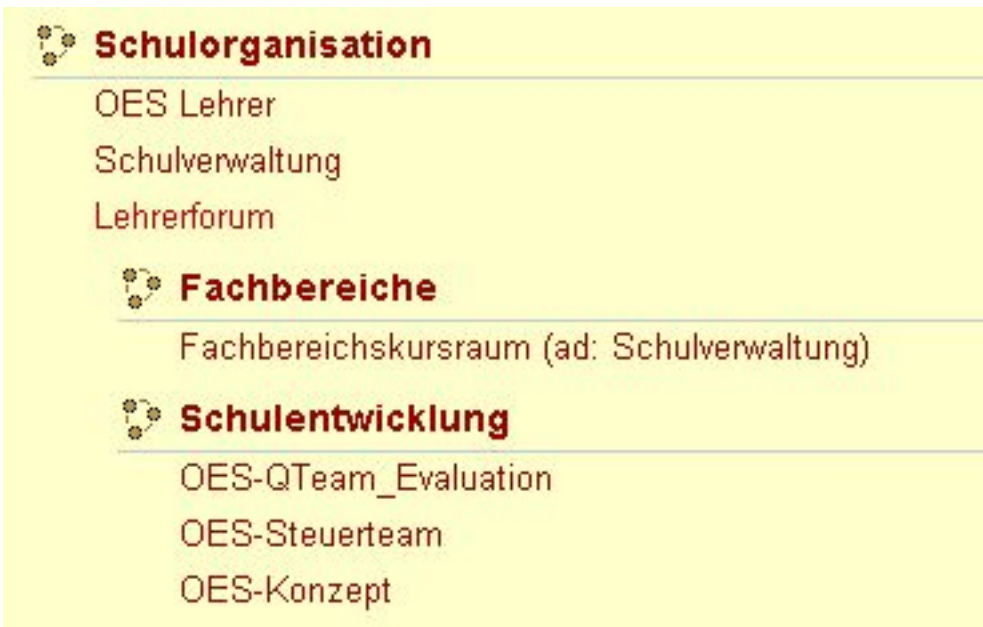 Schulorganisation
OES Lehrer
Schulverwaltung
Lehrerforum
Fachbereiche
Fachbereichskursraum (ad: Schulverwaltung)
Schulentwicklung
OES-QTeam_Evaluation
OES-Steuerteam
OES-Konzept